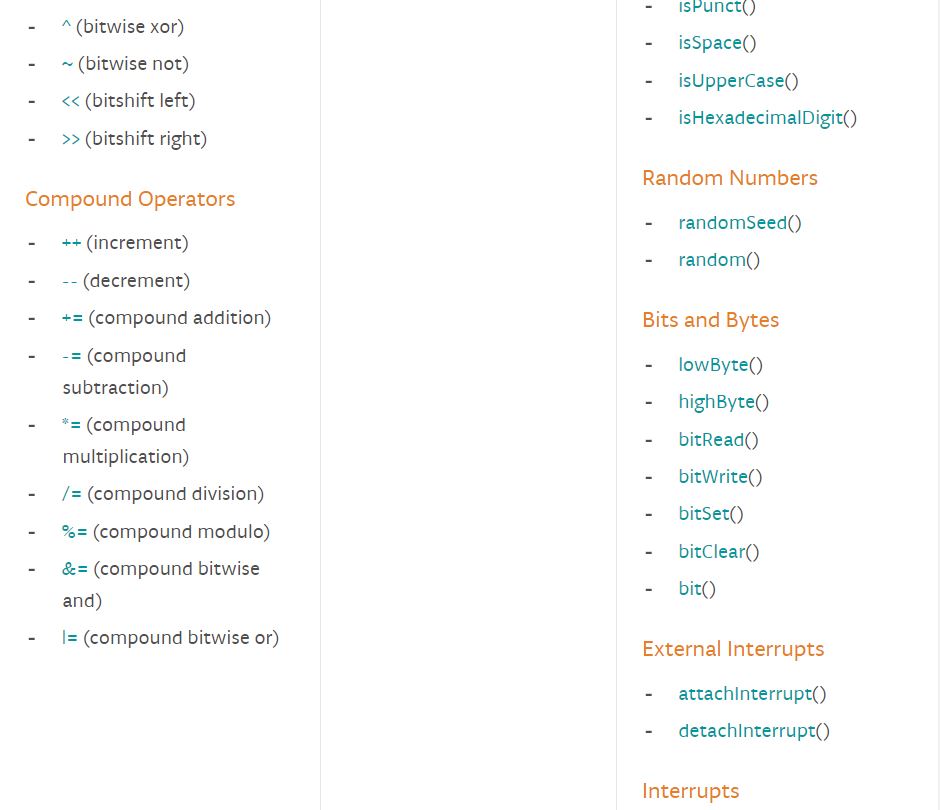 - ^ (bitwise xor)
- ~ (bitwise not)
- << (bitshift left)
- >> (bitshift right)
Compound Operators
- ++ (increment)
- -- (decrement)
- += (compound addition)
- -= (compound
subtraction)
- *= (compound
multiplication)
- /= (compound division)
- %= (compound modulo)
- &= (compound bitwise
and)
- |= (compound bitwise or)
- isPunct()
- isSpace()
- isUpperCase()
- isHexadecimalDigit()
Random Numbers
- randomSeed()
- random()
Bits and Bytes
- lowByte()
- highByte()
- bitRead()
- bitWrite()
- bitSet()
- bitClear()
- bit()
External Interrupts
- attachInterrupt()
- detachInterrupt()
Interrupts